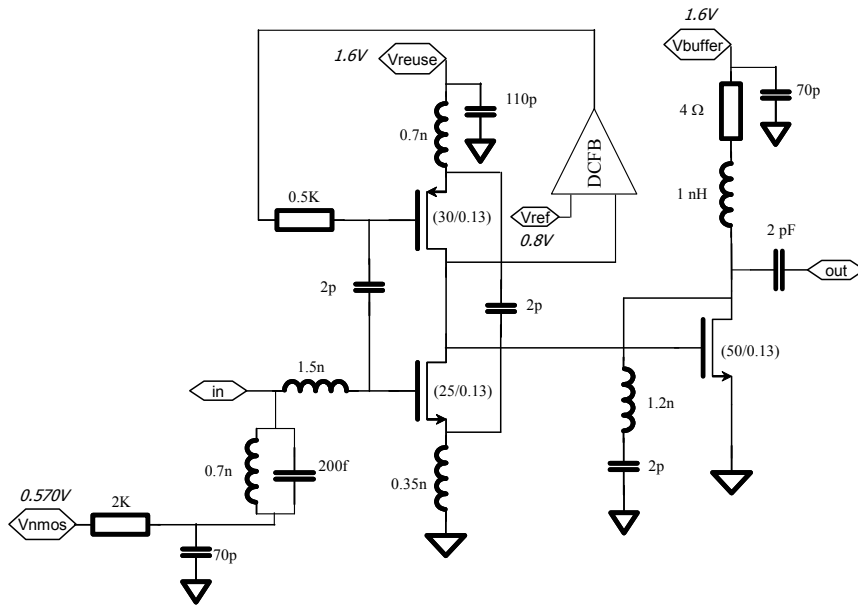 1.6V
Vreuse
110p
0.7n
DCFB
0.5K
(30/0.13)
Vref
0.8V
2p
2p
in
1.5n
(25/0.13)
0.7n
200f
0.35n
0.570V
Vnmos
2K
70p
1.6V
Vbuffer
4 Ω
70p
1 nH
2 pF
out
(50/0.13)
1.2n
2p